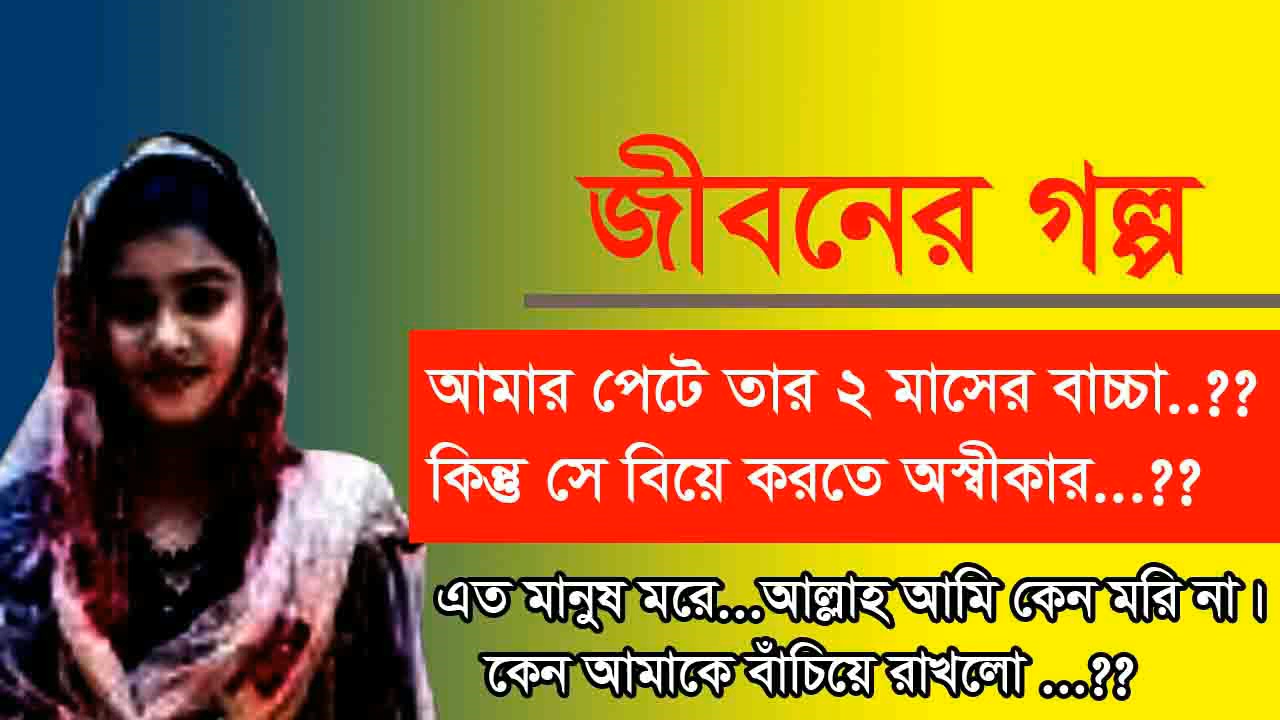 জীবনের গল্প
আমার পেটে তার ২ মাসের বাচ্চা..??
কিন্তু সে বিয়ে করতে অস্বীকার...??
এত মানুষ মরে...আল্লাহ আমি কেন মরি না।
কেন আমাকে বাঁচিয়ে রাখলো ...??